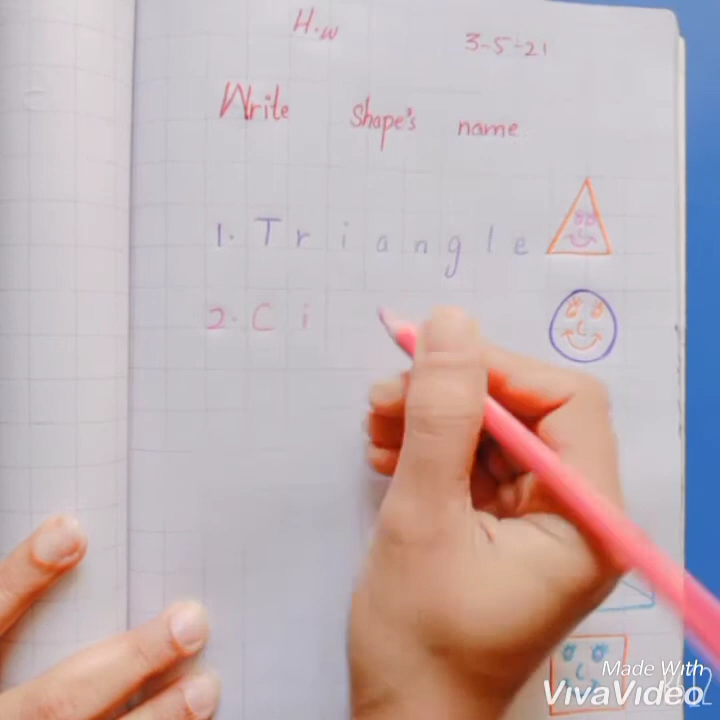 H.w 3-5-21
Write Shape's name
1. Triangle
2. Ci
Made With
VivaVideo